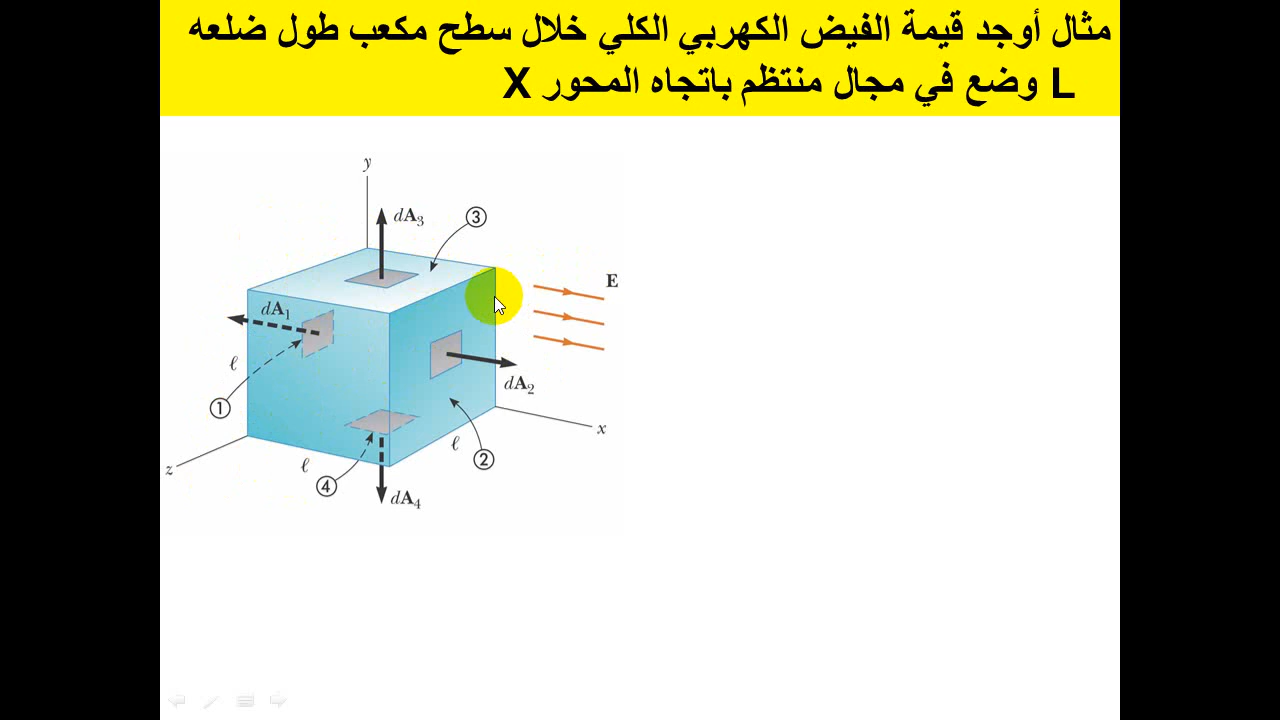 مثال أوجد قيمة الفيض الكهربي الكلي خلال سطح مكعب طول ضلعه
L وضع في مجال منتظم باتجاه المحور X
y
dA₃
③
E
dA₁
ℓ
dA₂
①
x
ℓ
②
z
ℓ
④
dA₄